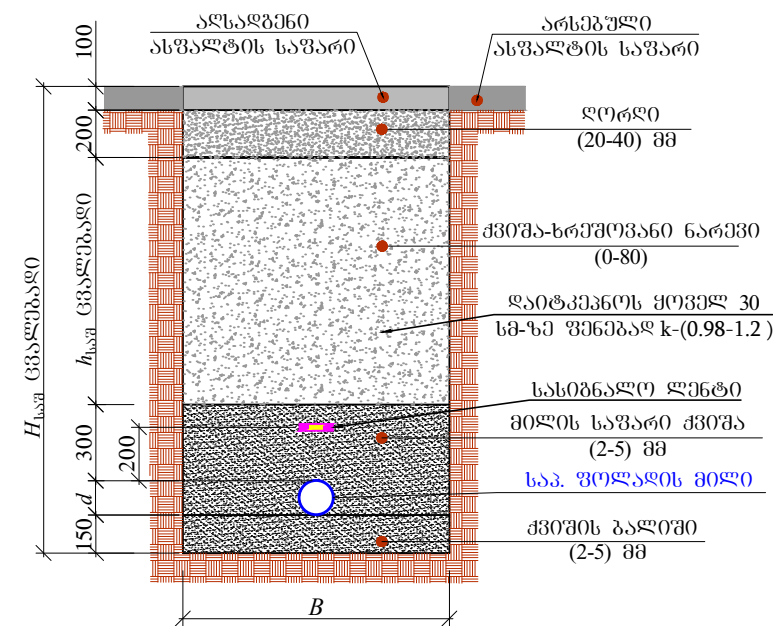 აღსადგენი
ასფალტის საფარი
არსებული
ასფალტის საფარი
100
ღორღი
(20-40) მმ
200
ქვიშა-ხრეშოვანი ნარევი
(0-80)
hსაშ ცვალებადი
Hსაშ ცვალებადი
დაიტკეპნოს ყოველ 30
სმ-ზე ფენებად k-(0.98-1.2 )
სასიგნალო ლენტი
მილის საფარი ქვიშა
(2-5) მმ
300
200
საპ. ფოლადის მილი
d
ქვიშის ბალიში
(2-5) მმ
150
B